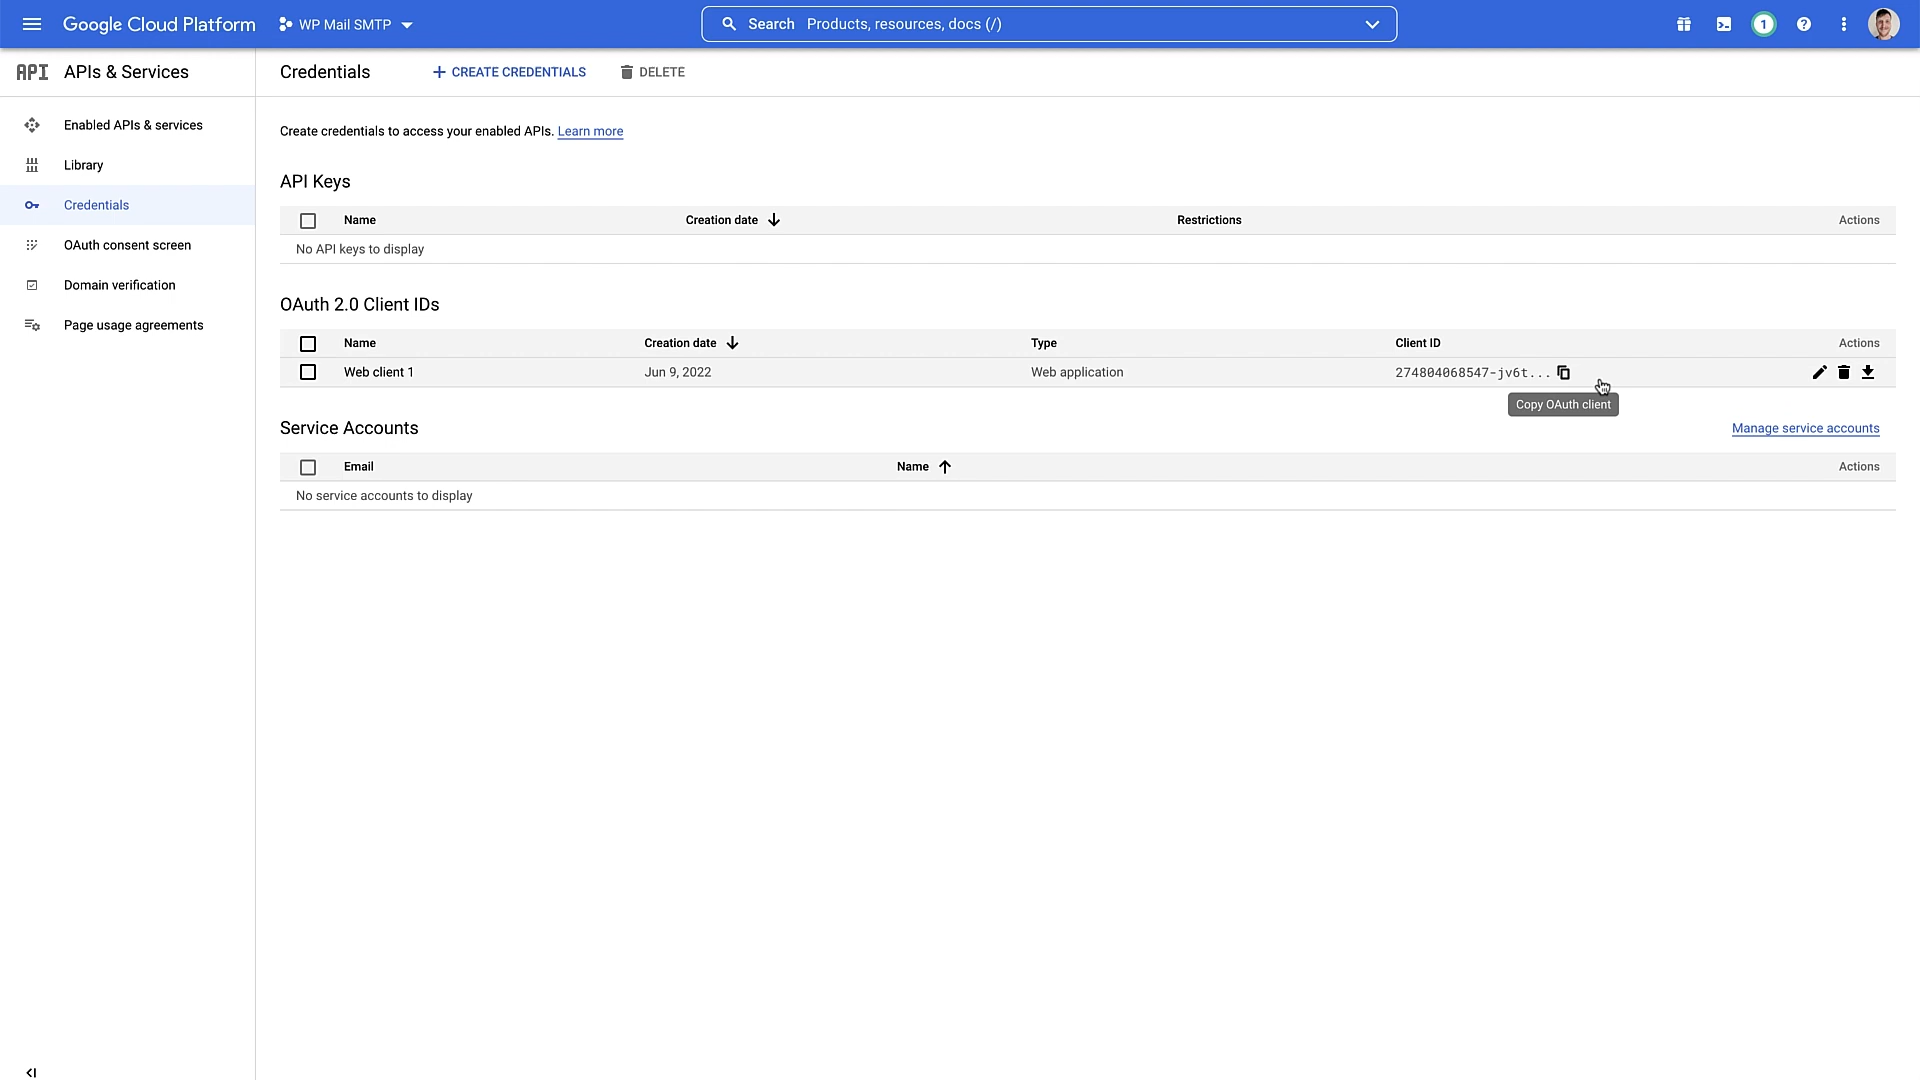 Google Cloud Platform
WP Mail SMTP
Search Products, resources, docs (/)
1
API APIs & Services
Credentials
CREATE CREDENTIALS
DELETE
Enabled APIs & services
Library
Credentials
OAuth consent screen
Domain verification
Page usage agreements
Create credentials to access your enabled APIs. Learn more
API Keys
Name Creation date Restrictions Actions
No API keys to display
OAuth 2.0 Client IDs
Name Creation date Type Client ID Actions
Web client 1 Jun 9, 2022 Web application 274804068547-jv6t...
Copy OAuth client
Service Accounts
Manage service accounts
Email Name Actions
No service accounts to display